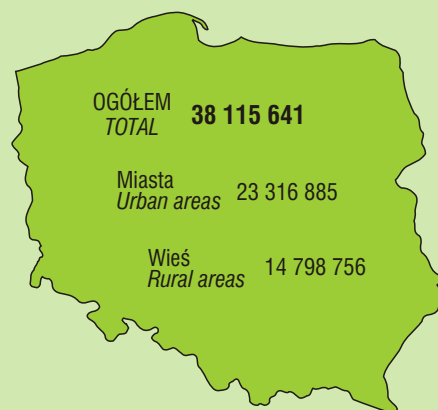 OGÓŁEM 38 115 641
TOTAL
Miasta
Urban areas 23 316 885
Wieś
Rural areas 14 798 756